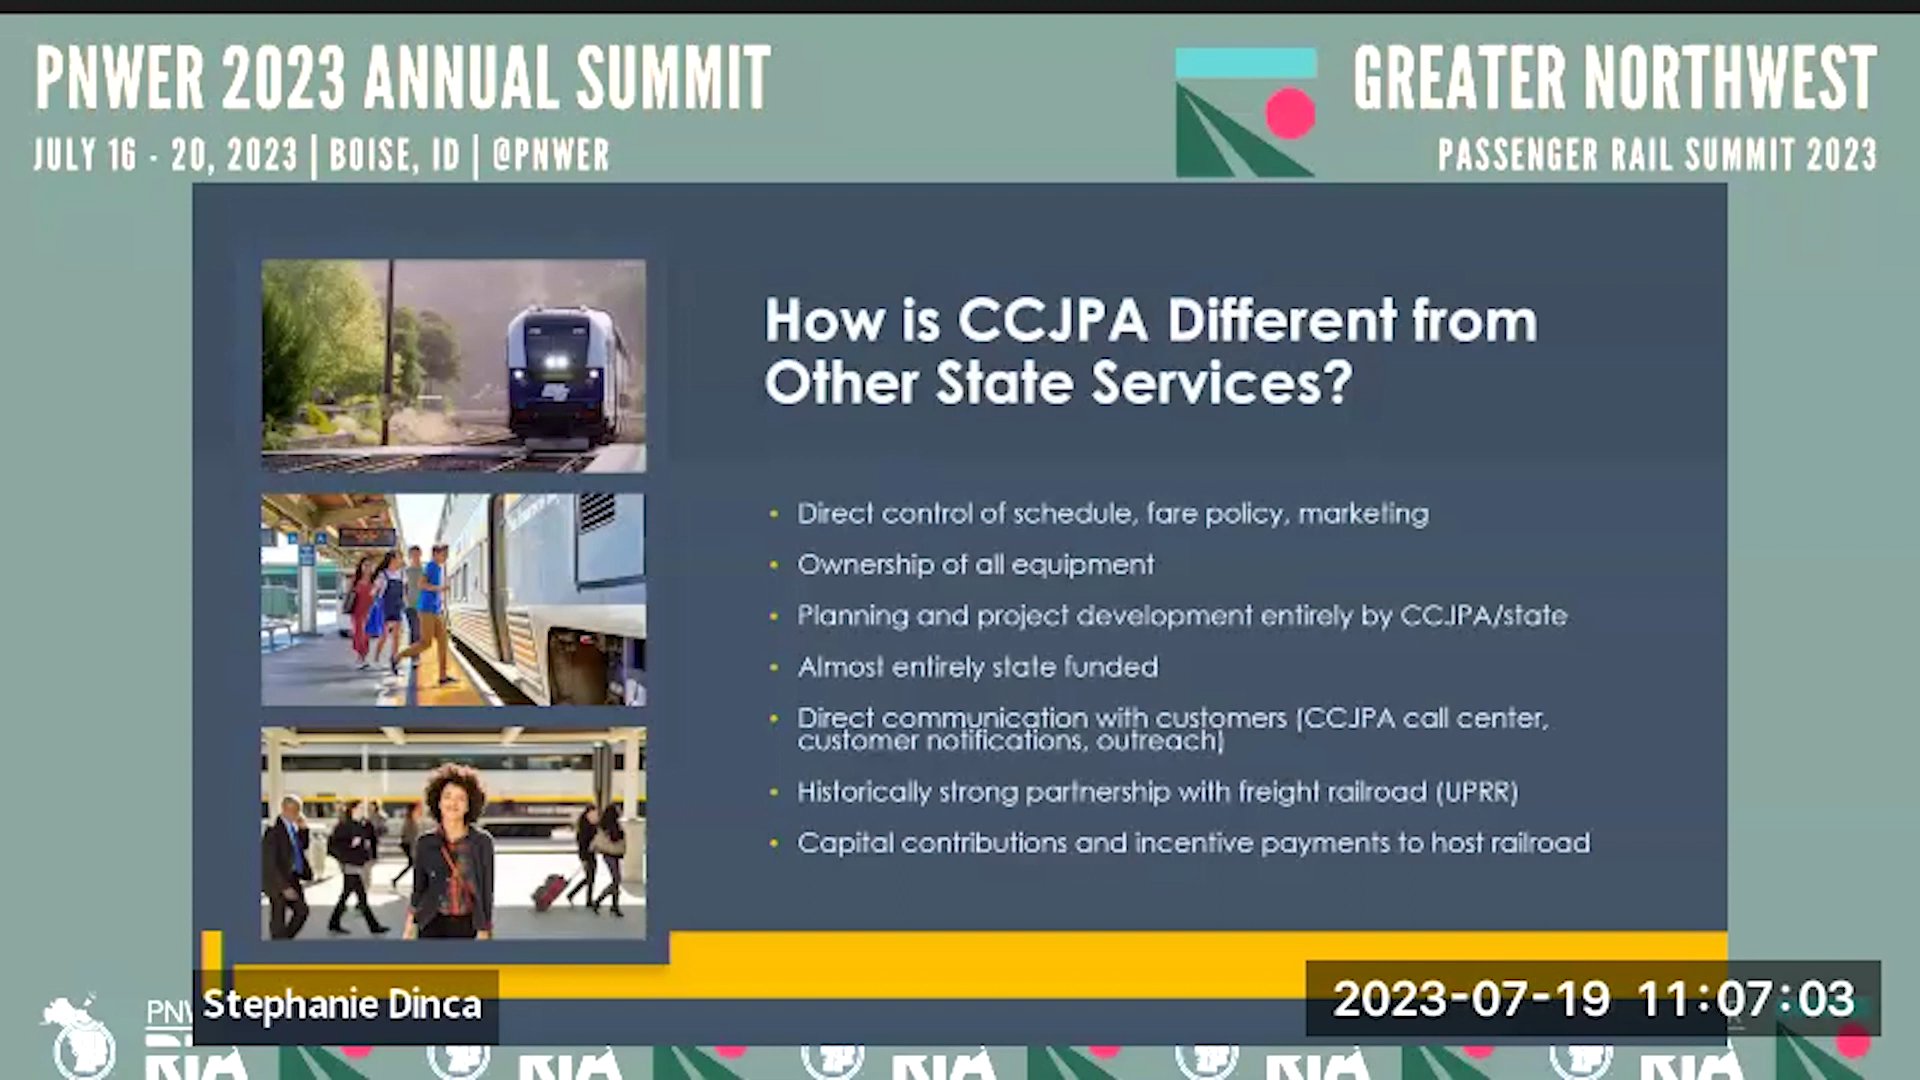 PNWER 2023 ANNUAL SUMMIT
JULY 16 - 20, 2023 | BOISE, ID | @PNWER
GREATER NORTHWEST
PASSENGER RAIL SUMMIT 2023
How is CCJPA Different from
Other State Services?
• Direct control of schedule, fare policy, marketing
• Ownership of all equipment
• Planning and project development entirely by CCJPA/state
• Almost entirely state funded
• Direct communication with customers (CCJPA call center,
customer notifications, outreach)
• Historically strong partnership with freight railroad (UPRR)
• Capital contributions and incentive payments to host railroad
Stephanie Dinca
2023-07-19 11:07:03